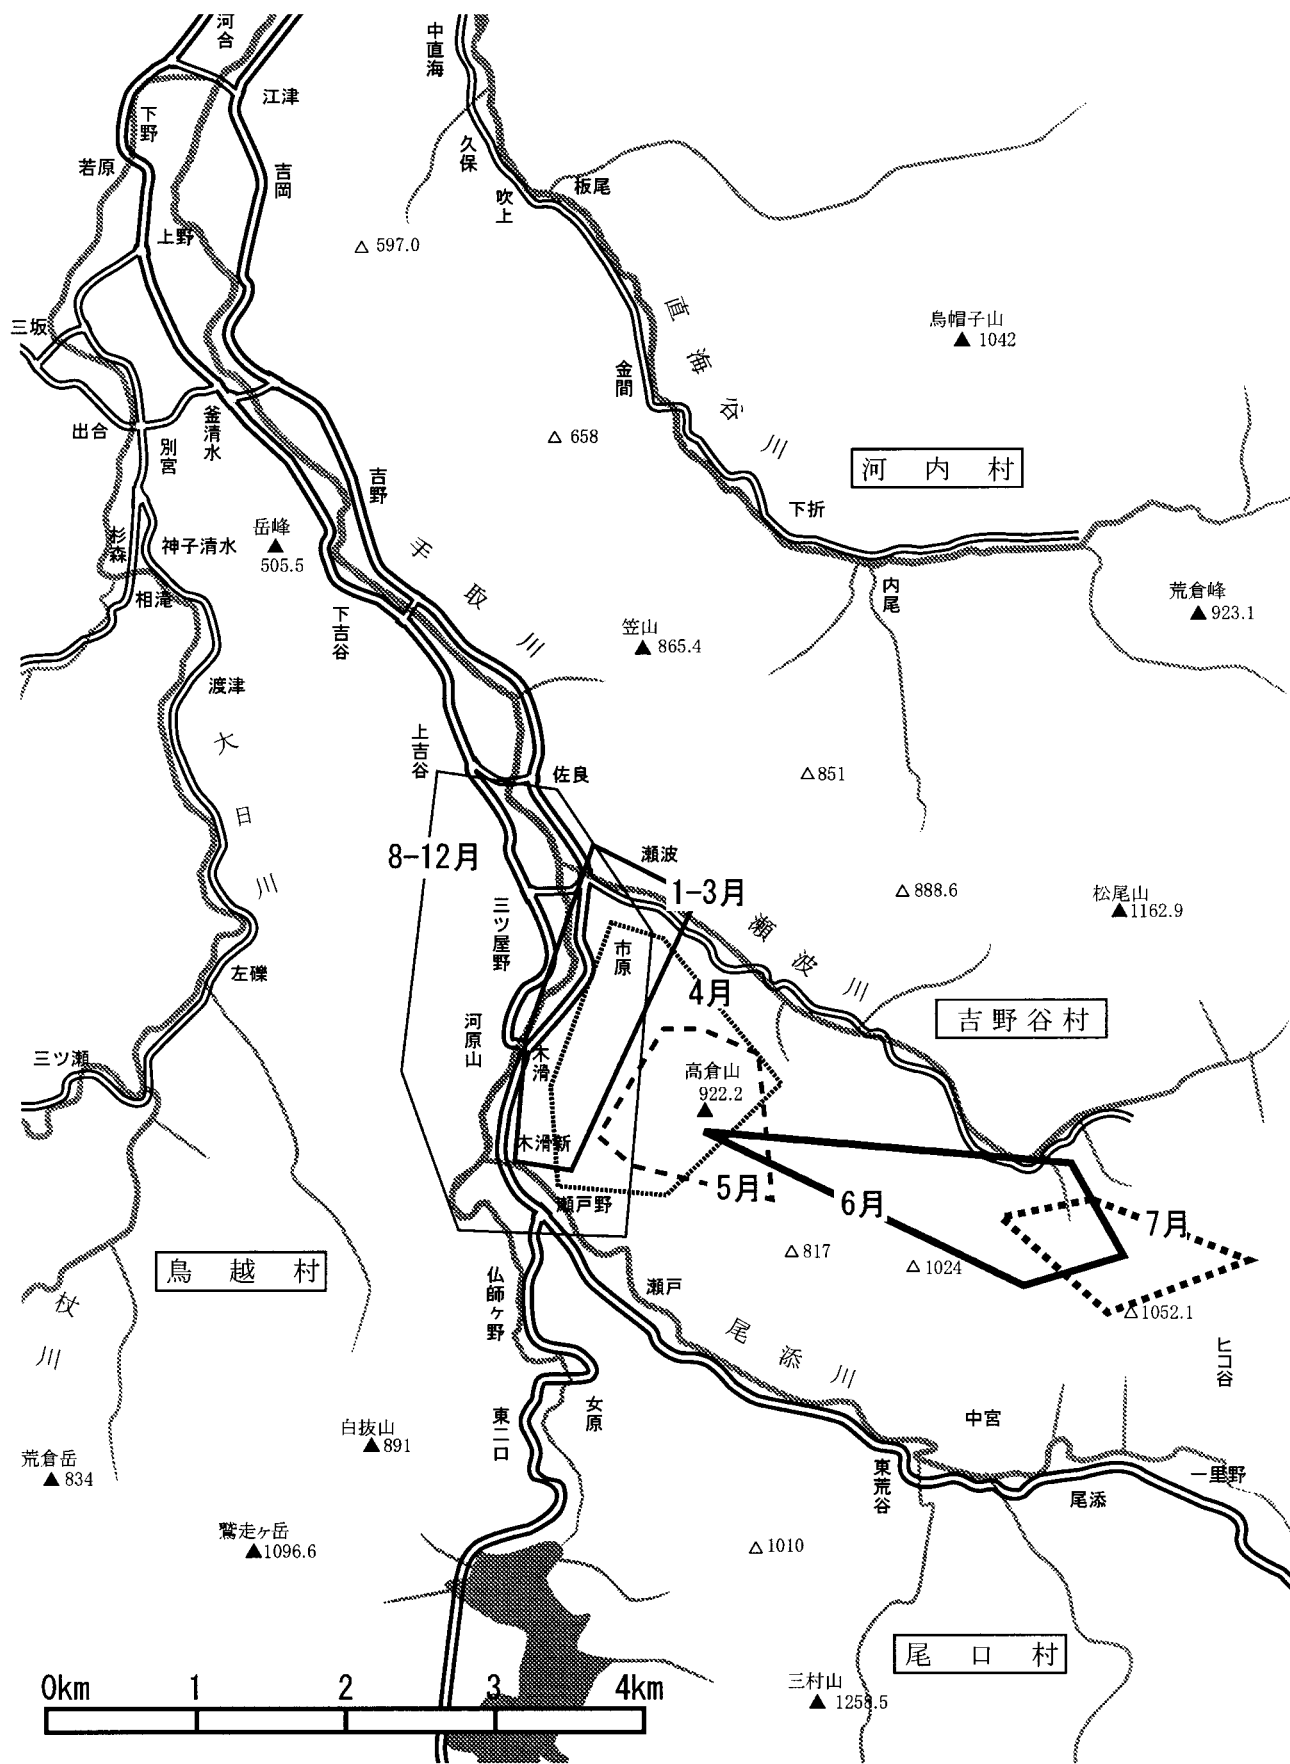 河合
中直海
江津
下野
久保
若原
吉岡
板尾
吹上
上野
△ 597.0
直海谷川
烏帽子山
▲ 1042
三坂
金間
出合
釜清水
別宮
△ 658
河内村
吉野
下折
岳峰
▲
505.5
杉森
神子清水
手取川
相滝
内尾
荒倉峰
▲ 923.1
下吉谷
笠山
▲ 865.4
渡津
大日川
上吉谷
佐良
△851
8-12月
瀬波
1-3月
△ 888.6
松尾山
▲1162.9
三ツ屋野
市原
瀬波川
左礫
4月
吉野谷村
河原山
木滑
三ツ瀬
高倉山
922.2
▲
木滑新
5月
6月
瀬戸野
7月
△817
△ 1024
鳥越村
仏師ヶ野
瀬戸
△1052.1
杖川
尾添川
ヒコ谷
女原
東二口
中宮
白抜山
▲891
荒倉岳
▲ 834
東荒谷
一里野
尾添
鷲走ヶ岳
▲1096.6
△ 1010
尾口村
三村山
▲ 1258.5
0km 1 2 3 4km